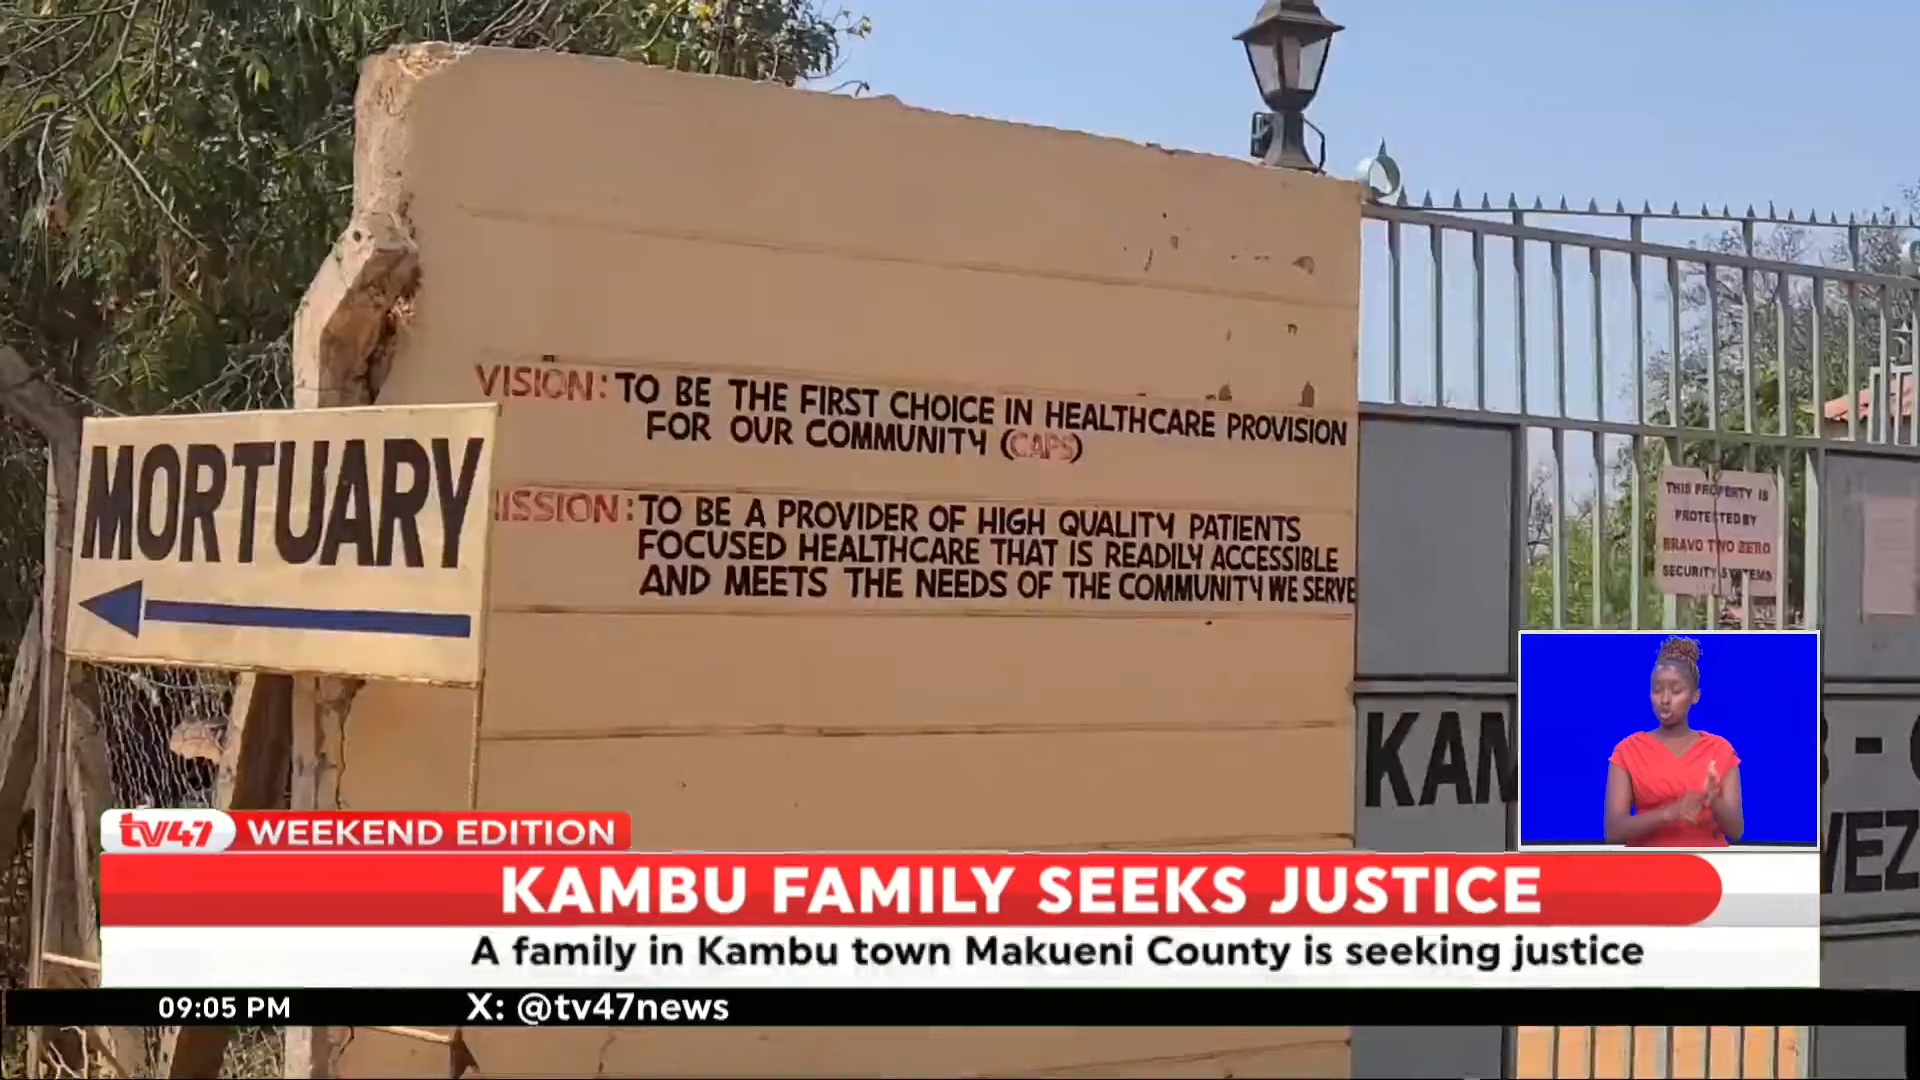 VISION: TO BE THE FIRST CHOICE IN HEALTHCARE PROVISION
FOR OUR COMMUNITY (CAPS)
MORTUARY
ISSION: TO BE A PROVIDER OF HIGH QUALITY PATIENTS
FOCUSED HEALTHCARE THAT IS READILY ACCESSIBLE
AND MEETS THE NEEDS OF THE COMMUNITY WE SERVE
THIS PROPERTY IS
PROTECTED BY
BRAVO TWO ZERO
SECURITY SYSTEMS
KAM
tv47 WEEKEND EDITION
KAMBU FAMILY SEEKS JUSTICE
A family in Kambu town Makueni County is seeking justice
09:05 PM X: @tv47news